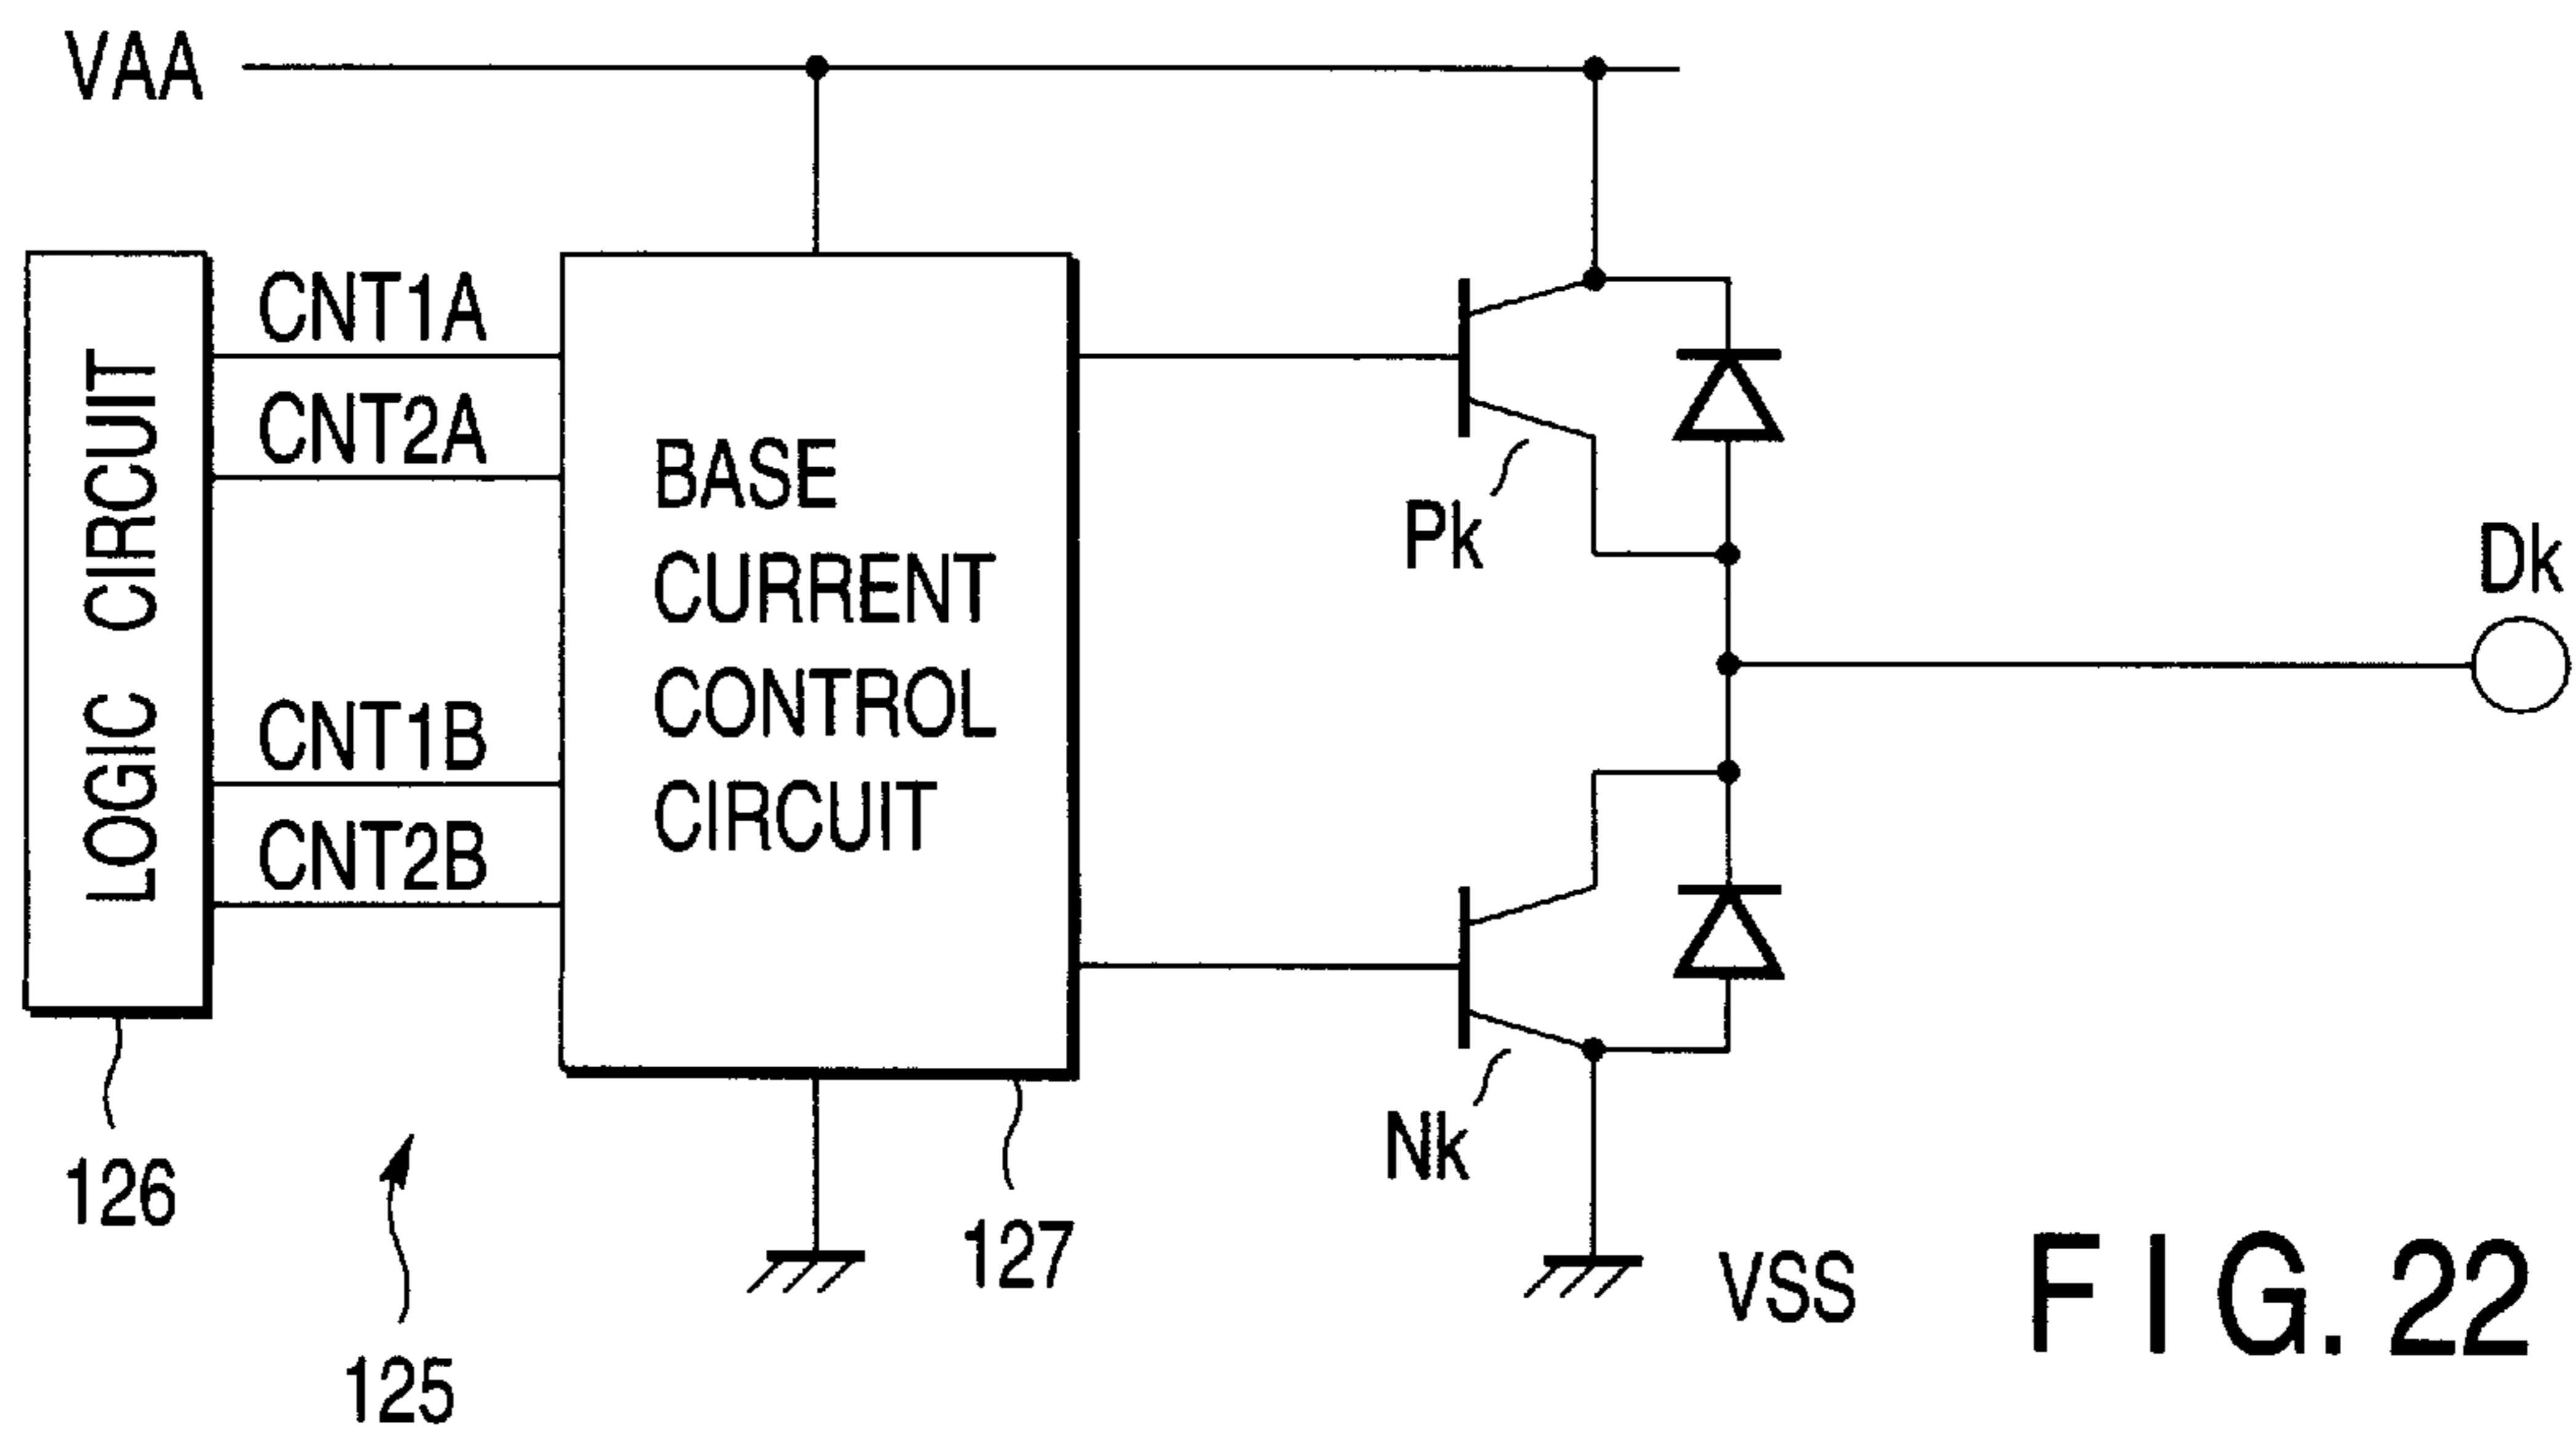 VAA
LOGIC CIRCUIT
CNT1A
CNT2A
CNT1B
CNT2B
BASE
CURRENT
CONTROL
CIRCUIT
Pk
Dk
Nk
126
125
127
VSS
FIG. 22